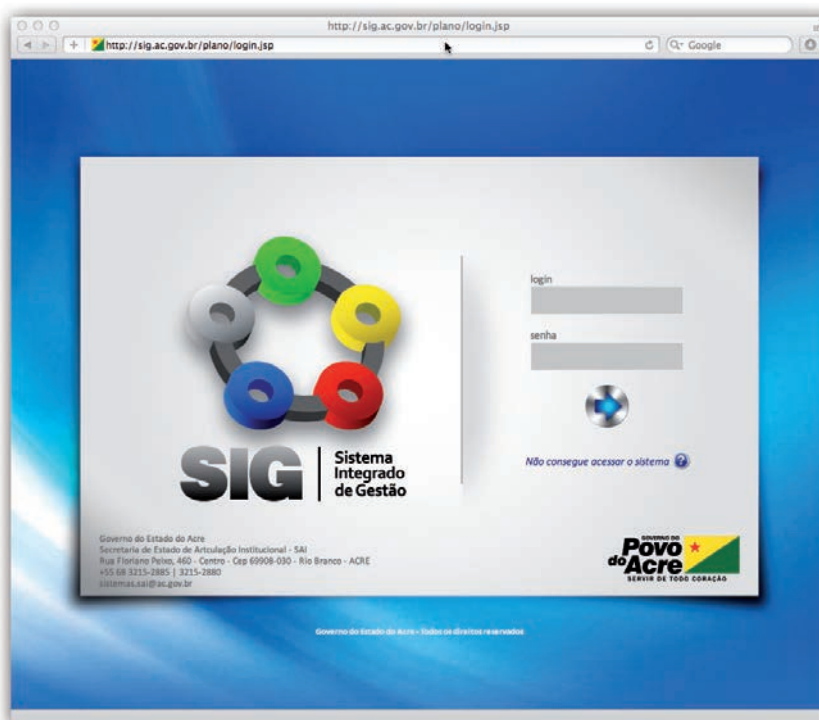 http://sig.ac.gov.br/plano/login.jsp
http://sig.ac.gov.br/plano/login.jsp
Google
login
senha
Não consegue acessar o sistema ?
SIG
Sistema
Integrado
de Gestão
Governo do Estado do Acre
Secretaria de Estado de Artculação Institucional - SAI
Rua Floriano Peixo, 460 - Centro - Cep 69908-030 - Rio Branco - ACRE
+55 68 3215-2885 | 3215-2880
sistemas.sai@ac.gov.br
GOVERNO DO
Povo
do Acre
SERVIR DE TODO CORAÇÃO
Governo do Estado do Acre - Todos os direitos reservados